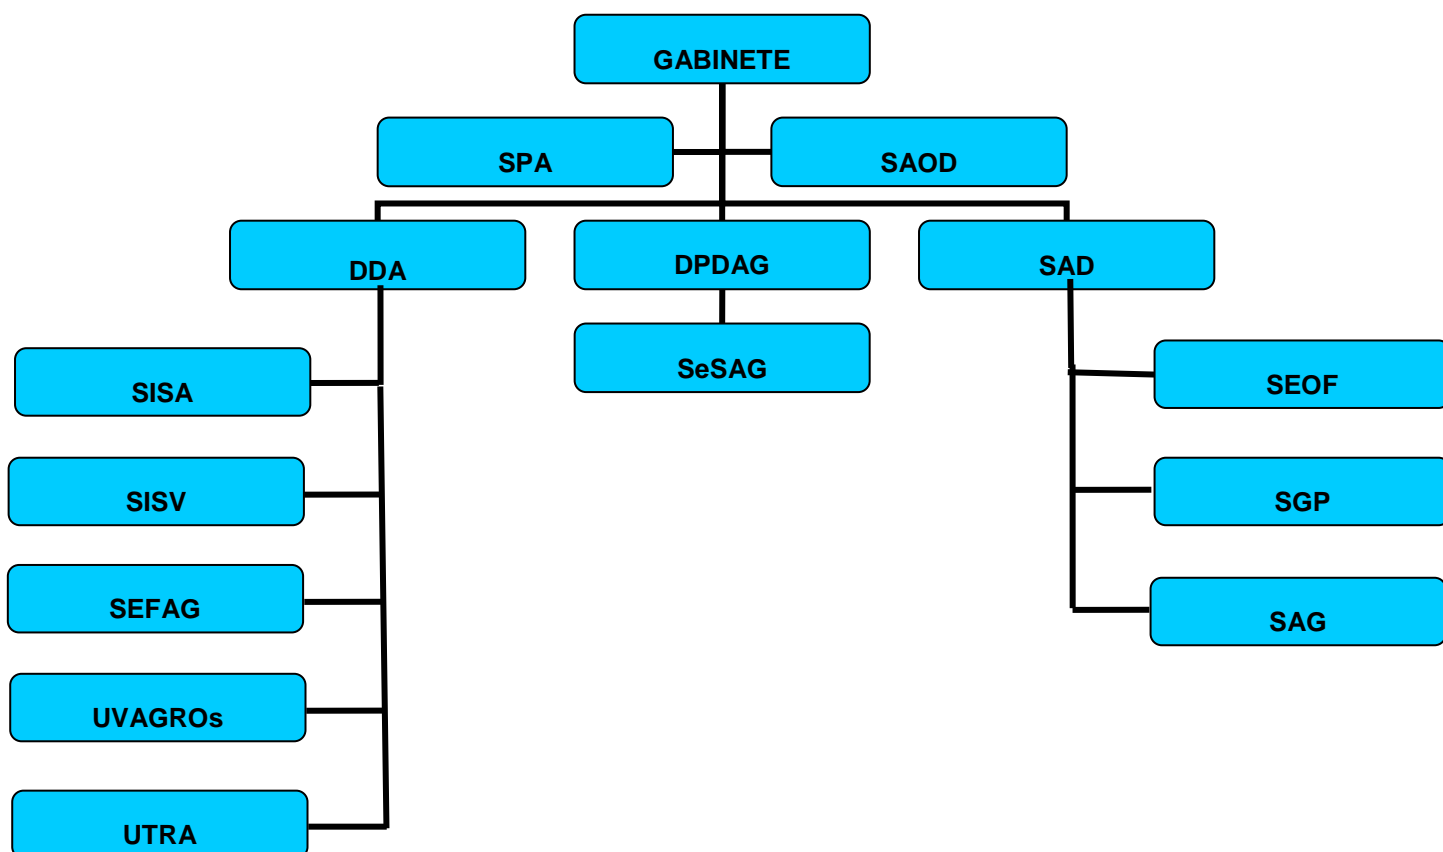 GABINETE
SPA
SAOD
DDA
DPDAG
SAD
SISA
SeSAG
SEOF
SISV
SGP
SEFAG
SAG
UVAGROs
UTRA